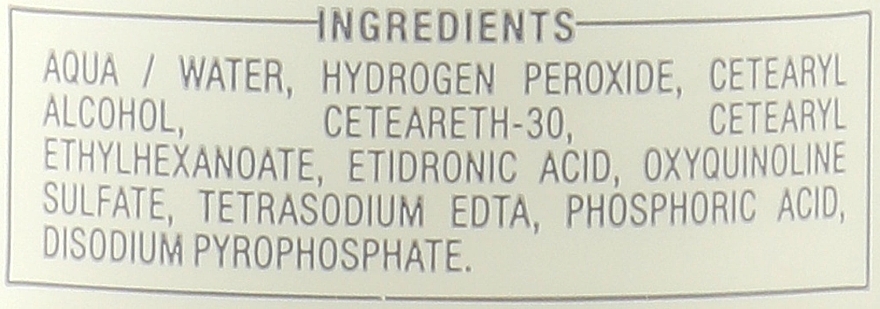 INGREDIENTS
AQUA / WATER, HYDROGEN PEROXIDE, CETEARYL
ALCOHOL, CETEARETH-30, CETEARYL
ETHYLHEXANOATE, ETIDRONIC ACID, OXYQUINOLINE
SULFATE, TETRASODIUM EDTA, PHOSPHORIC ACID,
DISODIUM PYROPHOSPHATE.